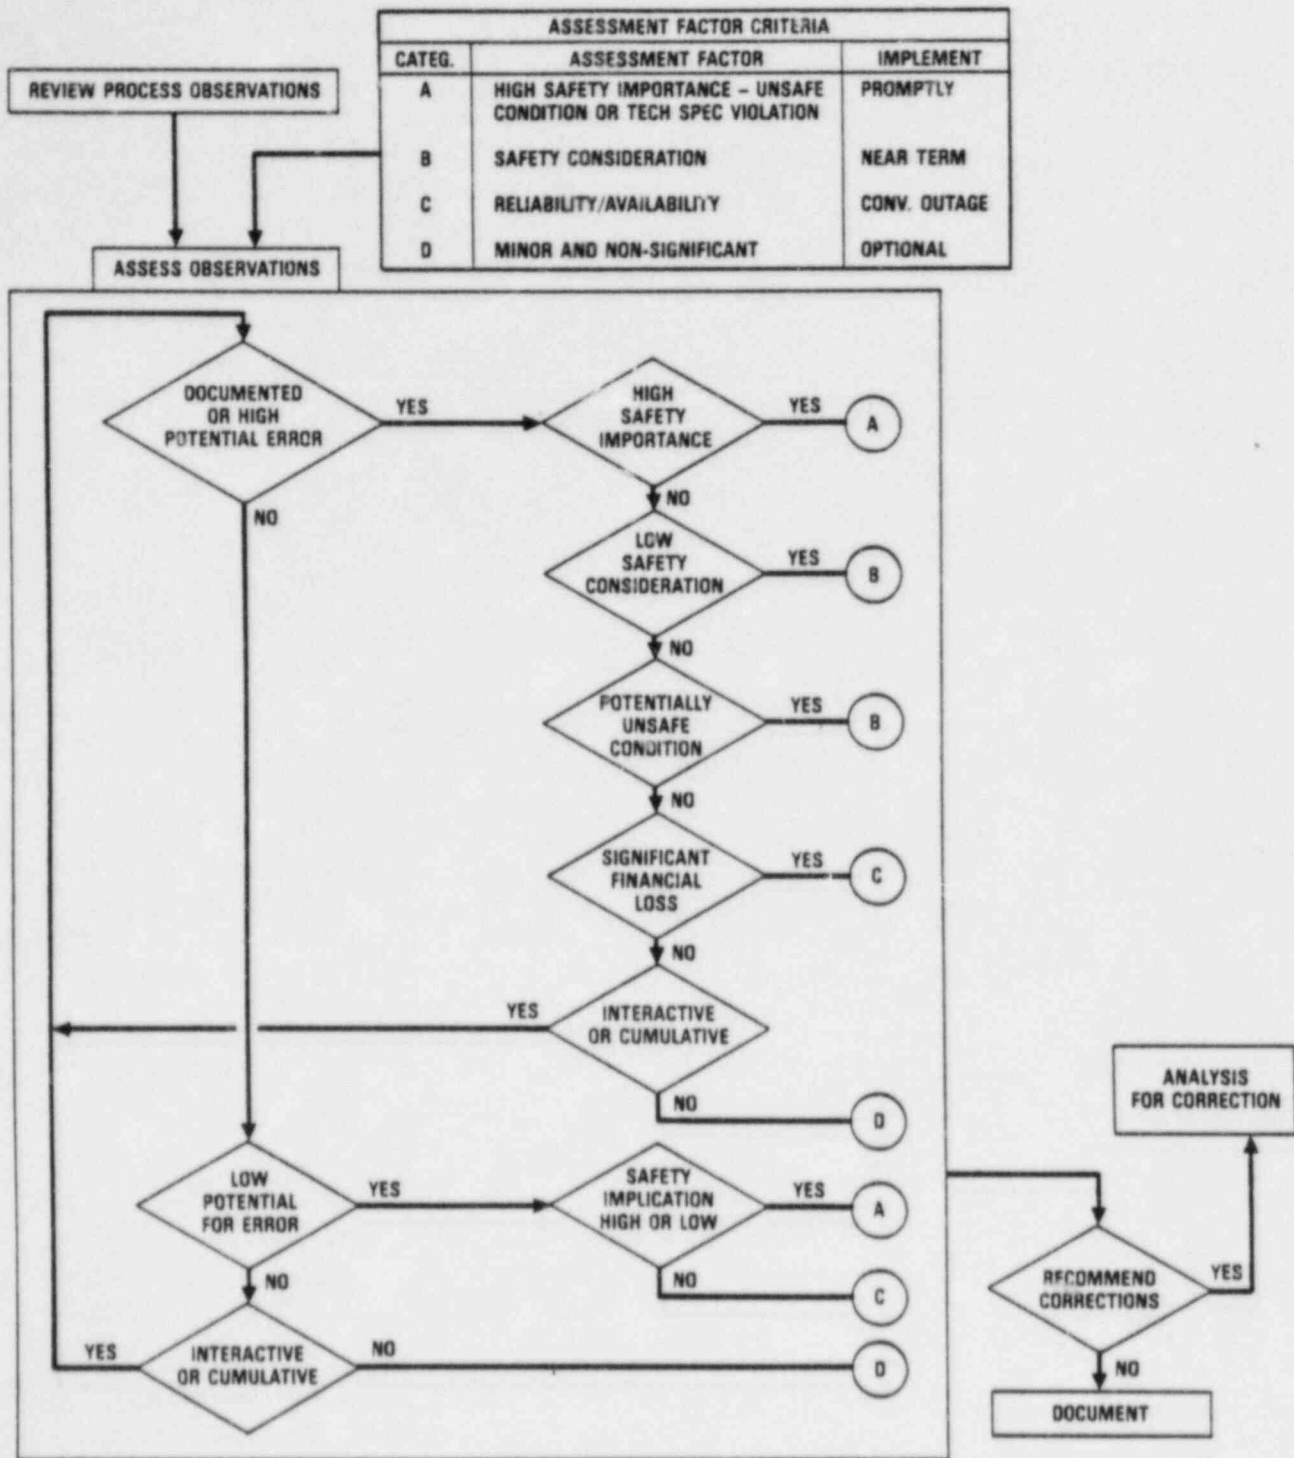 ASSESSMENT FACTOR CRITERIA
CATEG.
ASSESSMENT FACTOR
IMPLEMENT
A
HIGH SAFETY IMPORTANCE – UNSAFE
CONDITION OR TECH SPEC VIOLATION
PROMPTLY
B
SAFETY CONSIDERATION
NEAR TERM
C
RELIABILITY/AVAILABILITY
CONV. OUTAGE
D
MINOR AND NON-SIGNIFICANT
OPTIONAL
REVIEW PROCESS OBSERVATIONS
ASSESS OBSERVATIONS
DOCUMENTED
OR HIGH
POTENTIAL ERROR
YES
HIGH
SAFETY
IMPORTANCE
YES
A
NO
NO
LOW
SAFETY
CONSIDERATION
YES
B
NO
POTENTIALLY
UNSAFE
CONDITION
YES
B
NO
SIGNIFICANT
FINANCIAL
LOSS
YES
C
NO
YES
INTERACTIVE
OR CUMULATIVE
NO
D
LOW
POTENTIAL
FOR ERROR
YES
SAFETY
IMPLICATION
HIGH OR LOW
YES
A
NO
NO
C
YES
INTERACTIVE
OR CUMULATIVE
NO
D
ANALYSIS
FOR CORRECTION
RECOMMEND
CORRECTIONS
YES
NO
DOCUMENT